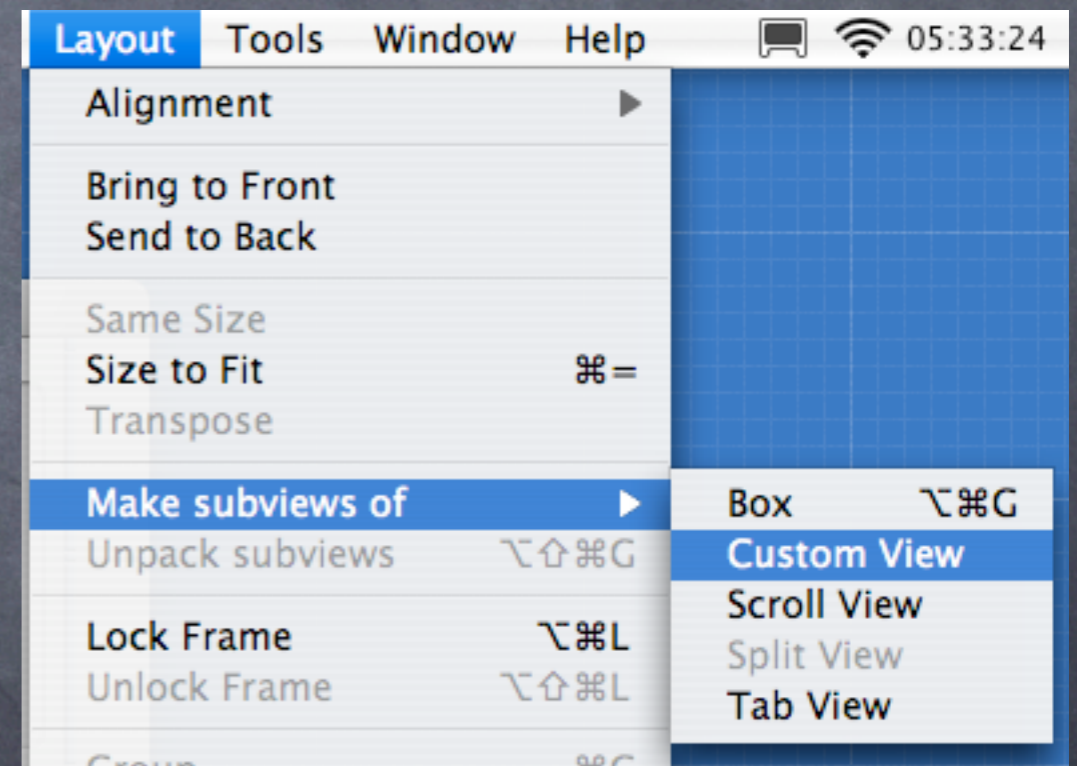 Layout Tools Window Help 05:33:24
Alignment
Bring to Front
Send to Back
Same Size
Size to Fit ⌘=
Transpose
Make subviews of
Unpack subviews ⌥⇧⌘G
Lock Frame ⌥⌘L
Unlock Frame ⌥⇧⌘L
Box ⌥⌘G
Custom View
Scroll View
Split View
Tab View